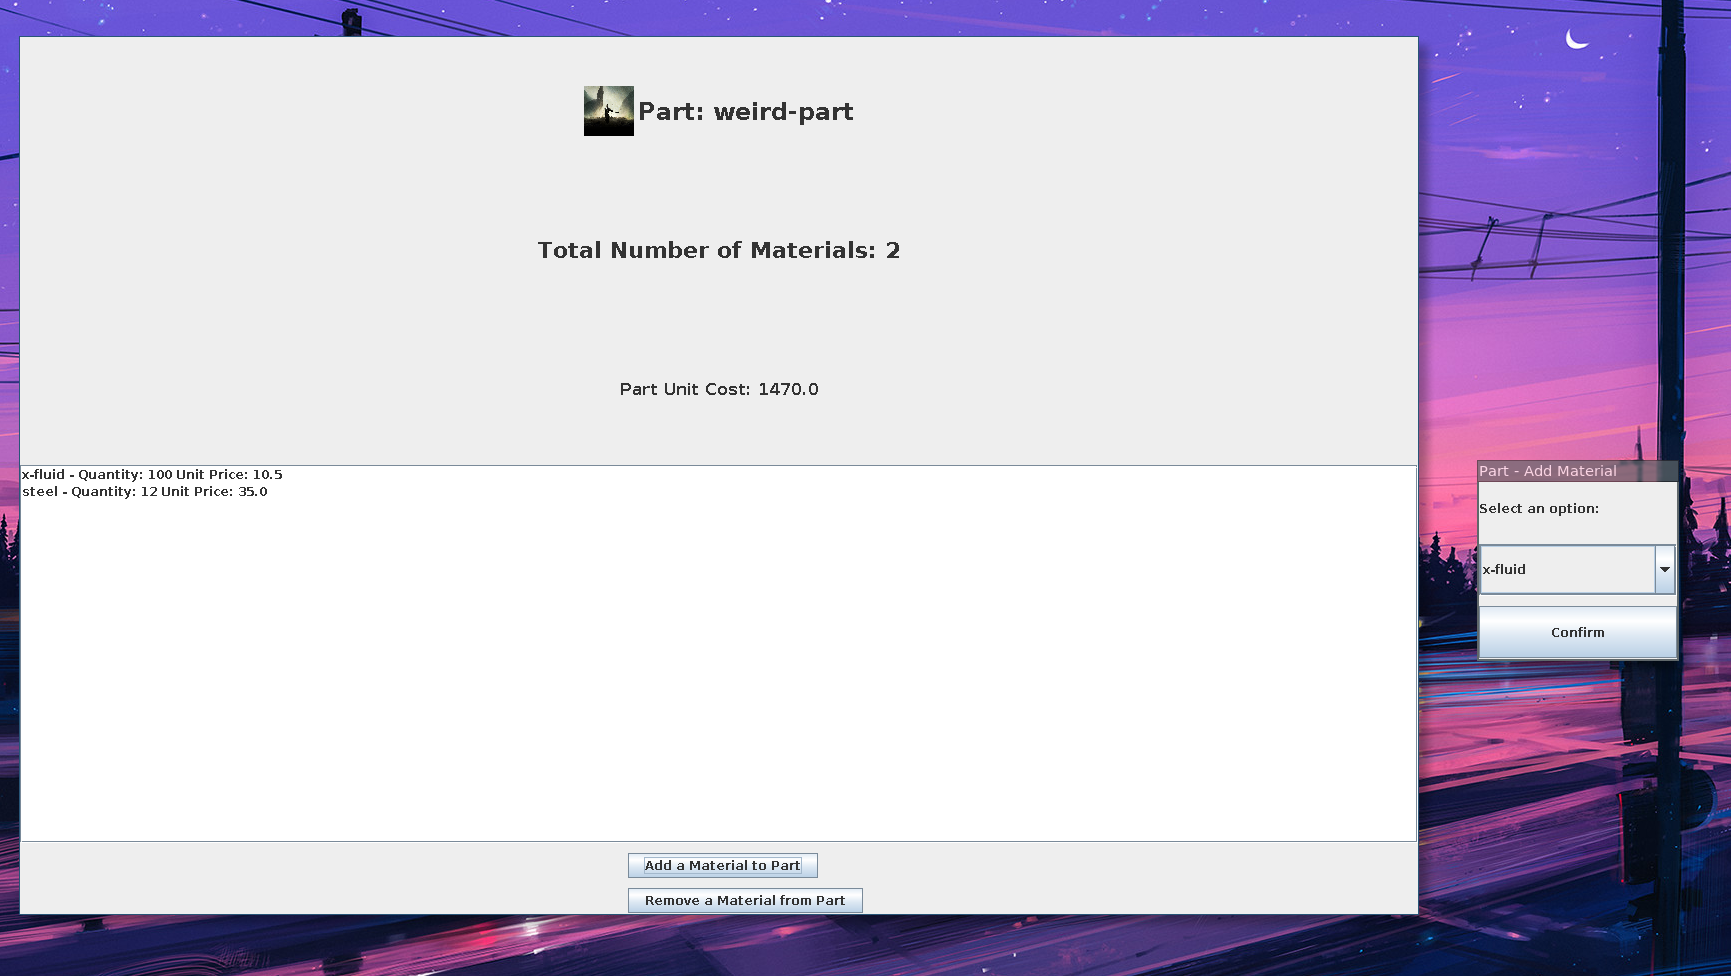 Part: weird-part
Total Number of Materials: 2
Part Unit Cost: 1470.0
x-fluid - Quantity: 100 Unit Price: 10.5
steel - Quantity: 12 Unit Price: 35.0
Add a Material to Part
Remove a Material from Part
Part - Add Material
Select an option:
x-fluid
Confirm